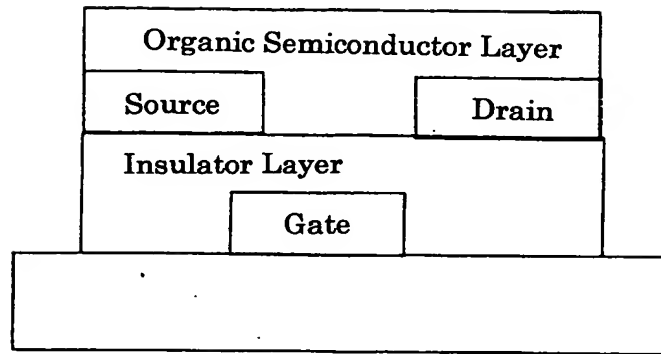 Organic Semiconductor Layer
Source
Drain
Insulator Layer
Gate